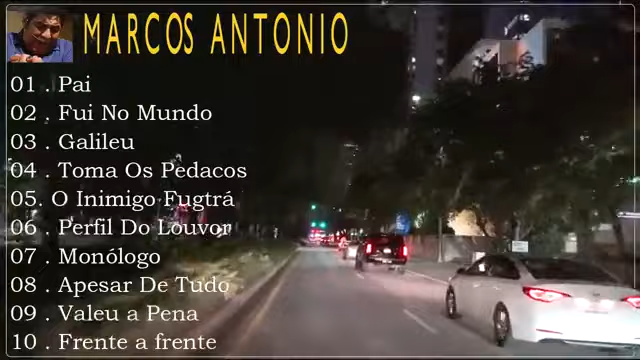 MARCOS ANTONIO
01 . Pai
02 . Fui No Mundo
03 . Galileu
04 . Toma Os Pedacos
05. O Inimigo Fugtrá
06 . Perfil Do Louvor
07 . Monólogo
08 . Apesar De Tudo
09 . Valeu a Pena
10 . Frente a frente